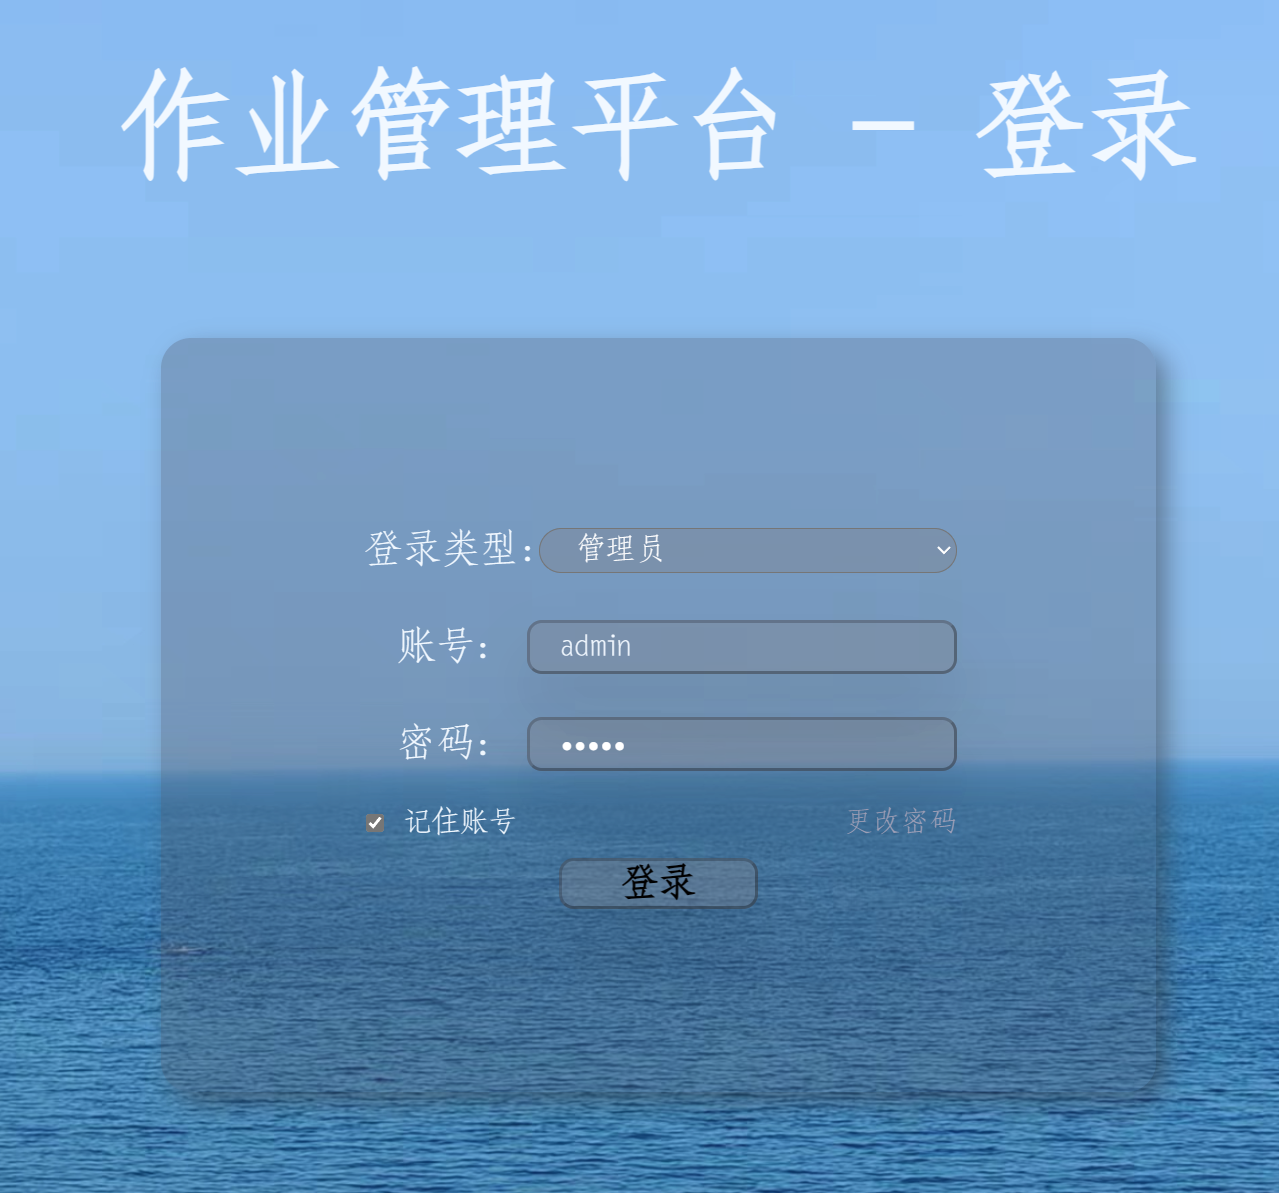 作业管理平台 - 登录
登录类型: 管理员
账号: admin
密码: •••••
记住账号 更改密码
登录